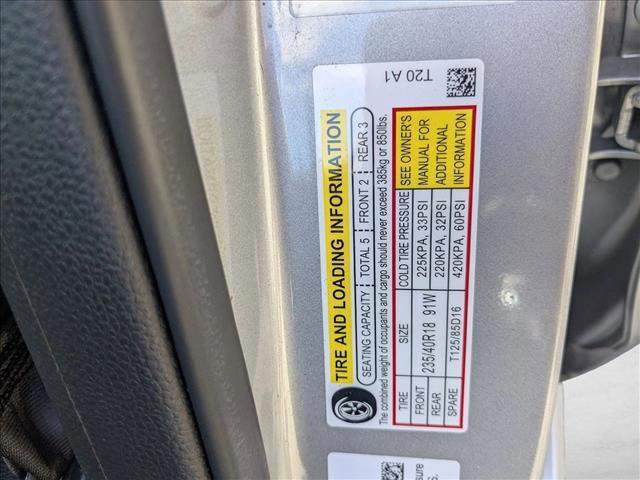 T20 A1
TIRE AND LOADING INFORMATION
SEATING CAPACITY TOTAL 5 FRONT 2 REAR 3
The combined weight of occupants and cargo should never exceed 385kg or 850lbs.
TIRE SIZE COLD TIRE PRESSURE SEE OWNER'S
FRONT 235/40R18 91W 225KPA, 33PSI MANUAL FOR
REAR 220KPA, 32PSI ADDITIONAL
SPARE T125/85D16 420KPA, 60PSI INFORMATION